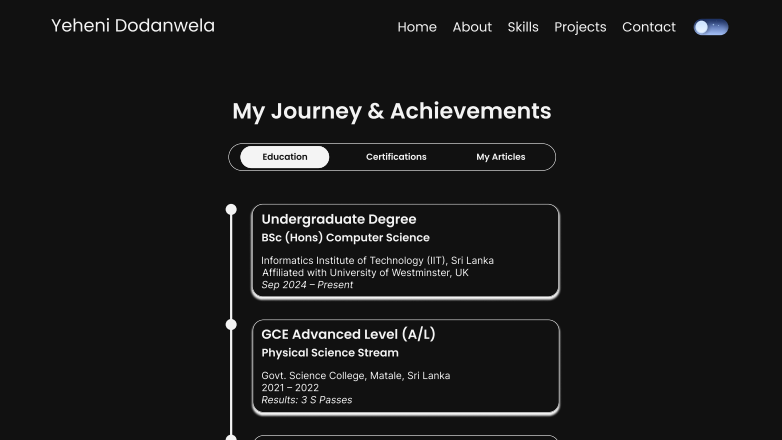 Yeheni Dodanwela
Home About Skills Projects Contact
My Journey & Achievements
Education Certifications My Articles
Undergraduate Degree
BSc (Hons) Computer Science
Informatics Institute of Technology (IIT), Sri Lanka
Affiliated with University of Westminster, UK
Sep 2024 – Present
GCE Advanced Level (A/L)
Physical Science Stream
Govt. Science College, Matale, Sri Lanka
2021 – 2022
Results: 3 S Passes